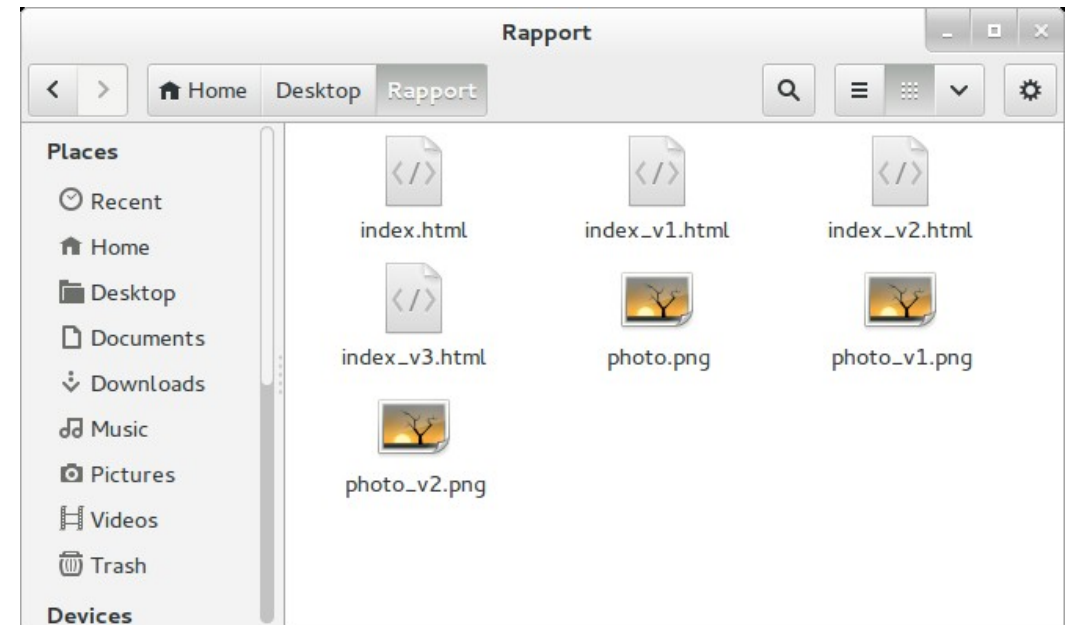 Rapport
Home Desktop Rapport
Places
Recent
Home
Desktop
Documents
Downloads
Music
Pictures
Videos
Trash
Devices
index.html index_v1.html index_v2.html
index_v3.html photo.png photo_v1.png
photo_v2.png